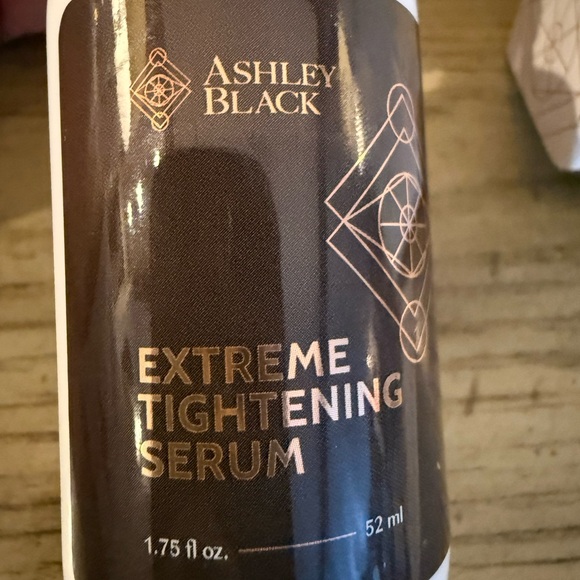 ASHLEY
BLACK
EXTREME
TIGHTENING
SERUM
1.75 fl oz.
52 ml